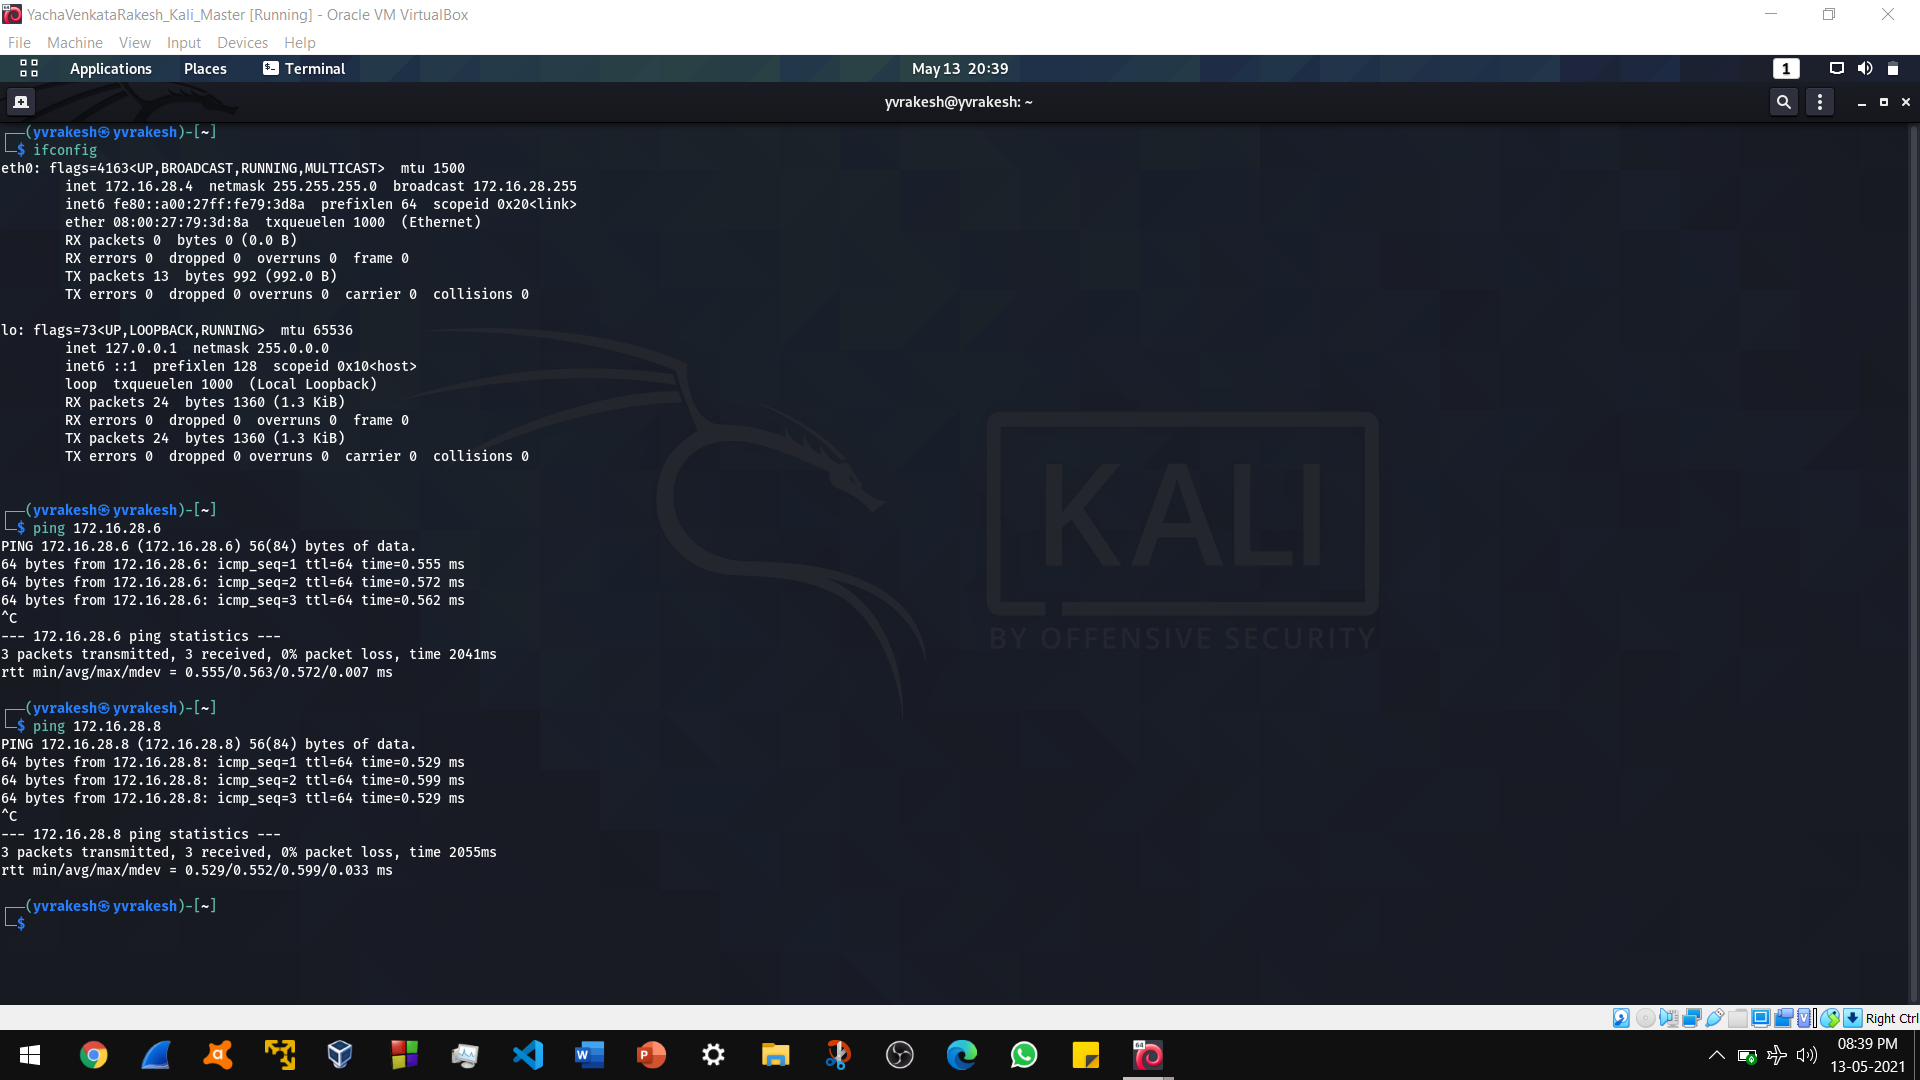 YachaVenkataRakesh_Kali_Master [Running] - Oracle VM VirtualBox
File Machine View Input Devices Help
Applications Places Terminal May 13 20:39 1
yvrakesh@yvrakesh: ~
┌──(yvrakesh㉿yvrakesh)-[~]
└─$ ifconfig
eth0: flags=4163<UP,BROADCAST,RUNNING,MULTICAST>  mtu 1500
        inet 172.16.28.4  netmask 255.255.255.0  broadcast 172.16.28.255
        inet6 fe80::a00:27ff:fe79:3d8a  prefixlen 64  scopeid 0x20<link>
        ether 08:00:27:79:3d:8a  txqueuelen 1000  (Ethernet)
        RX packets 0  bytes 0 (0.0 B)
        RX errors 0  dropped 0  overruns 0  frame 0
        TX packets 13  bytes 992 (992.0 B)
        TX errors 0  dropped 0 overruns 0  carrier 0  collisions 0
lo: flags=73<UP,LOOPBACK,RUNNING>  mtu 65536
        inet 127.0.0.1  netmask 255.0.0.0
        inet6 ::1  prefixlen 128  scopeid 0x10<host>
        loop  txqueuelen 1000  (Local Loopback)
        RX packets 24  bytes 1360 (1.3 KiB)
        RX errors 0  dropped 0  overruns 0  frame 0
        TX packets 24  bytes 1360 (1.3 KiB)
        TX errors 0  dropped 0 overruns 0  carrier 0  collisions 0
┌──(yvrakesh㉿yvrakesh)-[~]
└─$ ping 172.16.28.6
PING 172.16.28.6 (172.16.28.6) 56(84) bytes of data.
64 bytes from 172.16.28.6: icmp_seq=1 ttl=64 time=0.555 ms
64 bytes from 172.16.28.6: icmp_seq=2 ttl=64 time=0.572 ms
64 bytes from 172.16.28.6: icmp_seq=3 ttl=64 time=0.562 ms
^C
--- 172.16.28.6 ping statistics ---
3 packets transmitted, 3 received, 0% packet loss, time 2041ms
rtt min/avg/max/mdev = 0.555/0.563/0.572/0.007 ms
┌──(yvrakesh㉿yvrakesh)-[~]
└─$ ping 172.16.28.8
PING 172.16.28.8 (172.16.28.8) 56(84) bytes of data.
64 bytes from 172.16.28.8: icmp_seq=1 ttl=64 time=0.529 ms
64 bytes from 172.16.28.8: icmp_seq=2 ttl=64 time=0.599 ms
64 bytes from 172.16.28.8: icmp_seq=3 ttl=64 time=0.529 ms
^C
--- 172.16.28.8 ping statistics ---
3 packets transmitted, 3 received, 0% packet loss, time 2055ms
rtt min/avg/max/mdev = 0.529/0.552/0.599/0.033 ms
┌──(yvrakesh㉿yvrakesh)-[~]
└─$
KALI
BY OFFENSIVE SECURITY
Right Ctrl
08:39 PM
13-05-2021